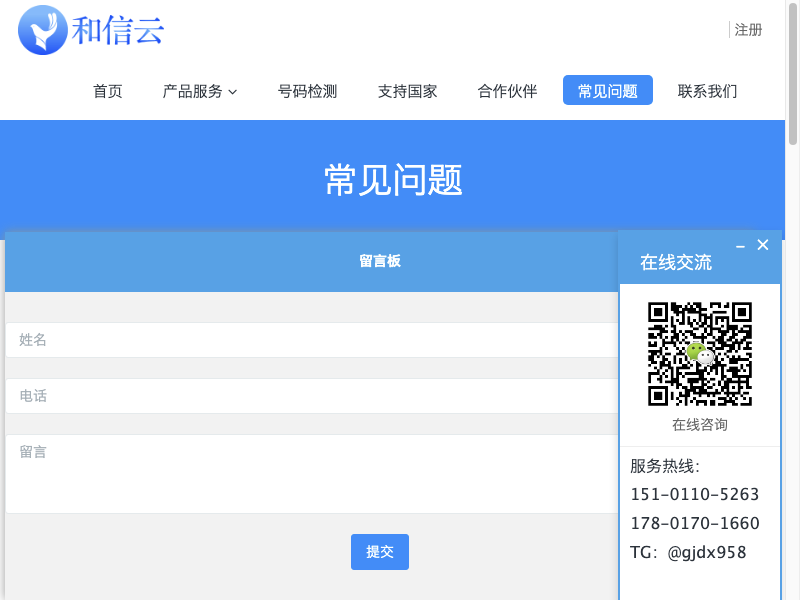 和信云
注册
首页 产品服务 号码检测 支持国家 合作伙伴 常见问题 联系我们
常见问题
留言板
姓名
电话
留言
提交
在线交流
在线咨询
服务热线：
151-0110-5263
178-0170-1660
TG：@gjdx958